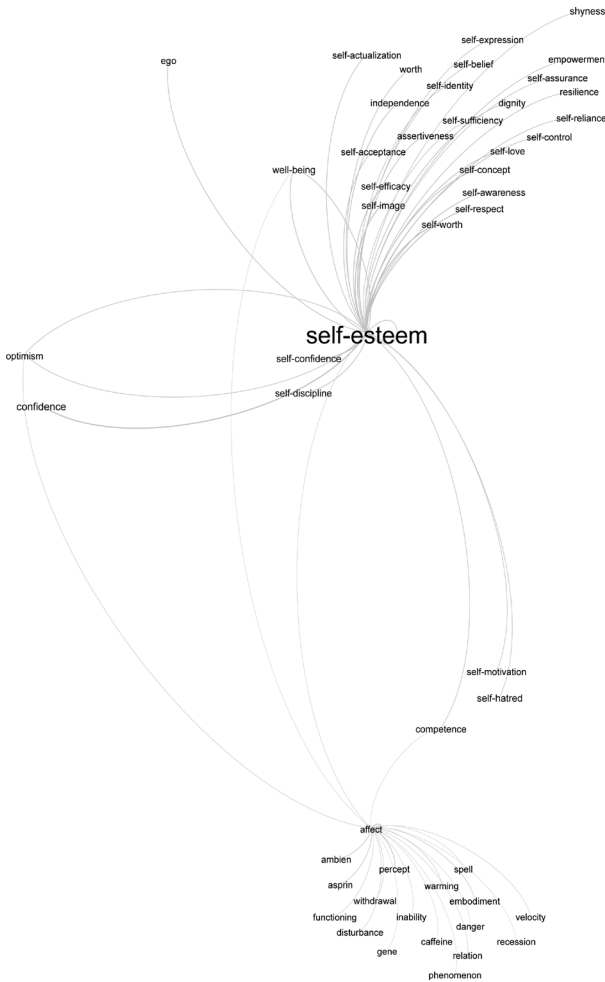 shyness
self-expression
self-actualization
ego
empowerment
self-belief
worth
self-assurance
self-identity
resilience
independence
dignity
self-reliance
self-sufficiency
assertiveness
self-control
self-acceptance
self-love
well-being
self-concept
self-efficacy
self-awareness
self-image
self-respect
self-worth
self-esteem
optimism
self-confidence
self-discipline
confidence
self-motivation
self-hatred
competence
affect
ambien
percept
spell
asprin
warming
withdrawal
embodiment
functioning
inability
velocity
disturbance
danger
caffeine
recession
gene
relation
phenomenon